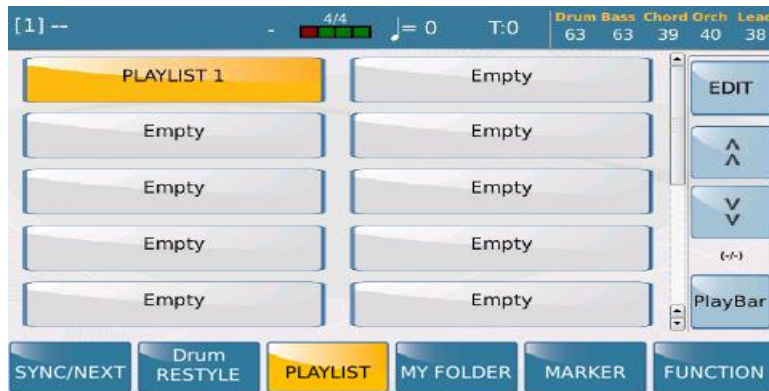 [1] -- - 4/4 ♩= 0 T:0 Drum Bass Chord Orch Lead
63 63 39 40 38
PLAYLIST 1 Empty EDIT
Empty Empty
Empty Empty
Empty Empty (-/-)
Empty Empty PlayBar
SYNC/NEXT Drum RESTYLE PLAYLIST MY FOLDER MARKER FUNCTION